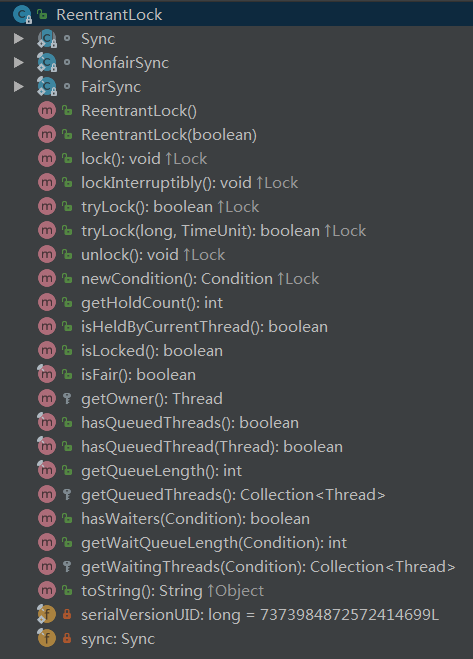 ReentrantLock
Sync
NonfairSync
FairSync
ReentrantLock()
ReentrantLock(boolean)
lock(): void ↑Lock
lockInterruptibly(): void ↑Lock
tryLock(): boolean ↑Lock
tryLock(long, TimeUnit): boolean ↑Lock
unlock(): void ↑Lock
newCondition(): Condition ↑Lock
getHoldCount(): int
isHeldByCurrentThread(): boolean
isLocked(): boolean
isFair(): boolean
getOwner(): Thread
hasQueuedThreads(): boolean
hasQueuedThread(Thread): boolean
getQueueLength(): int
getQueuedThreads(): Collection<Thread>
hasWaiters(Condition): boolean
getWaitQueueLength(Condition): int
getWaitingThreads(Condition): Collection<Thread>
toString(): String ↑Object
serialVersionUID: long = 7373984872572414699L
sync: Sync